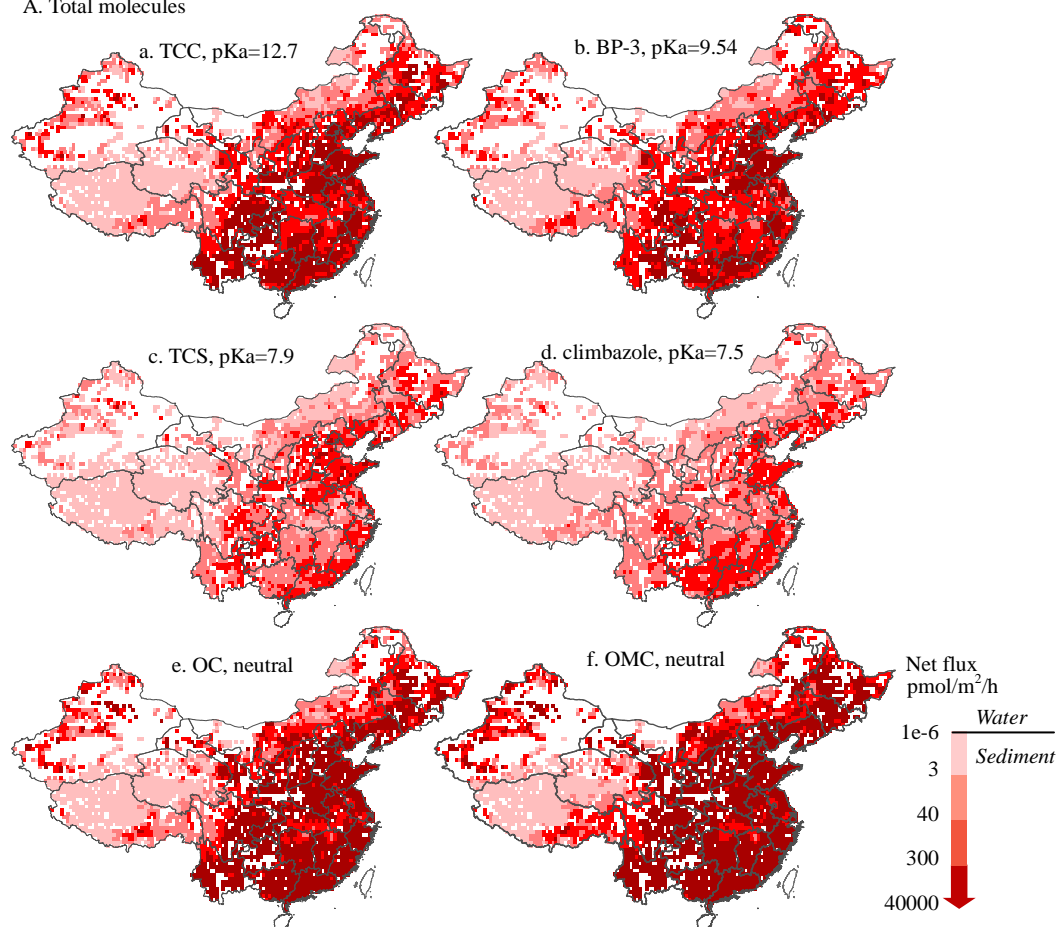 A. Total molecules
a. TCC, pKa=12.7
b. BP-3, pKa=9.54
c. TCS, pKa=7.9
d. climbazole, pKa=7.5
e. OC, neutral
f. OMC, neutral
Net flux
pmol/m²/h
Water
1e-6
Sediment
3
40
300
40000